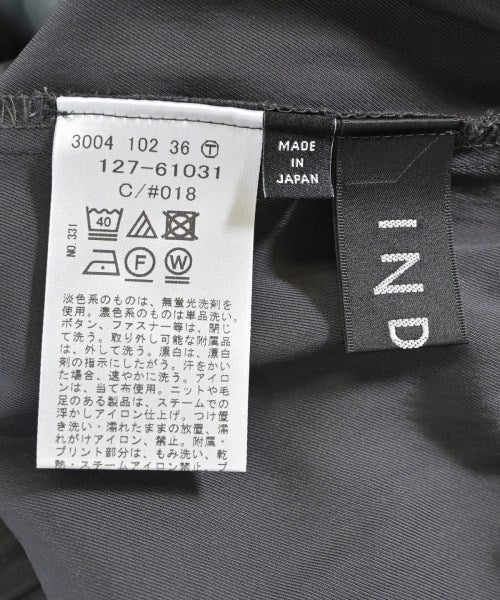 3004 102 36 Ⓣ
127-61031
C/#018
NO.331
40
F
W
淡色系のものは、無蛍光洗剤を
使用。濃色系のものは単品洗い。
ボタン、ファスナー等は、閉じ
て洗う。取り外し可能な附属品
は、外して洗う。漂白は、漂白
剤の指示にしたがう。汗をかい
た場合、速やかに洗う。アイロ
ンは、当て布使用。ニットや毛
足のある製品は、スチームでの
浮かしアイロン仕上げ。つけ置
き洗い・濡れたままの放置、濡
れがけアイロン、禁止。附属・
プリント部分は、もみ洗い、乾
熱・スチームアイロン禁止。プ
MADE
IN
JAPAN
IND